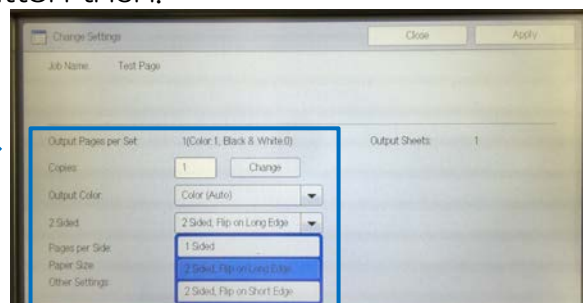 Change Settings Close Apply
Job Name: Test Page
Output Pages per Set: 1(Color:1, Black & White:0) Output Sheets: 1
Copies: 1 Change
Output Color: Color (Auto)
2 Sided: 2 Sided, Flip on Long Edge
Pages per Side: 1 Sided
Paper Size: 2 Sided, Flip on Long Edge
Other Settings: 2 Sided, Flip on Short Edge